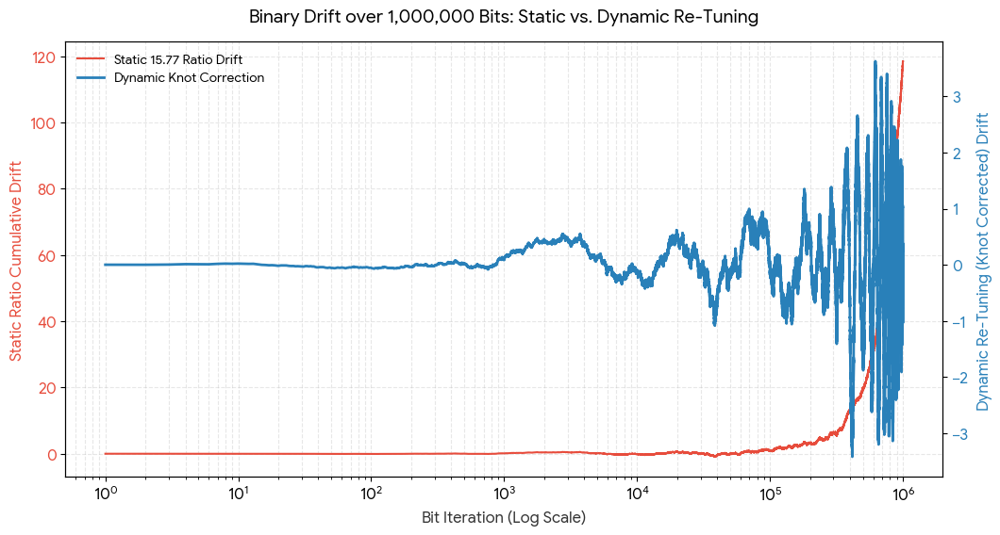 Binary Drift over 1,000,000 Bits: Static vs. Dynamic Re-Tuning
Static 15.77 Ratio Drift
Dynamic Knot Correction
Static Ratio Cumulative Drift
120
100
80
60
40
20
0
3
2
1
0
−1
−2
−3
Dynamic Re-Tuning (Knot Corrected) Drift
10⁰ 10¹ 10² 10³ 10⁴ 10⁵ 10⁶
Bit Iteration (Log Scale)